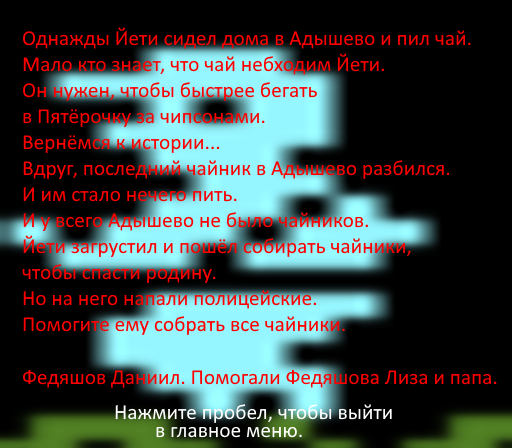 Однажды Йети сидел дома в Адышево и пил чай.
Мало кто знает, что чай небходим Йети.
Он нужен, чтобы быстрее бегать
в Пятёрочку за чипсонами.
Вернёмся к истории...
Вдруг, последний чайник в Адышево разбился.
И им стало нечего пить.
И у всего Адышево не было чайников.
Йети загрустил и пошёл собирать чайники,
чтобы спасти родину.
Но на него напали полицейские.
Помогите ему собрать все чайники.
Федяшов Даниил. Помогали Федяшова Лиза и папа.
Нажмите пробел, чтобы выйти
в главное меню.